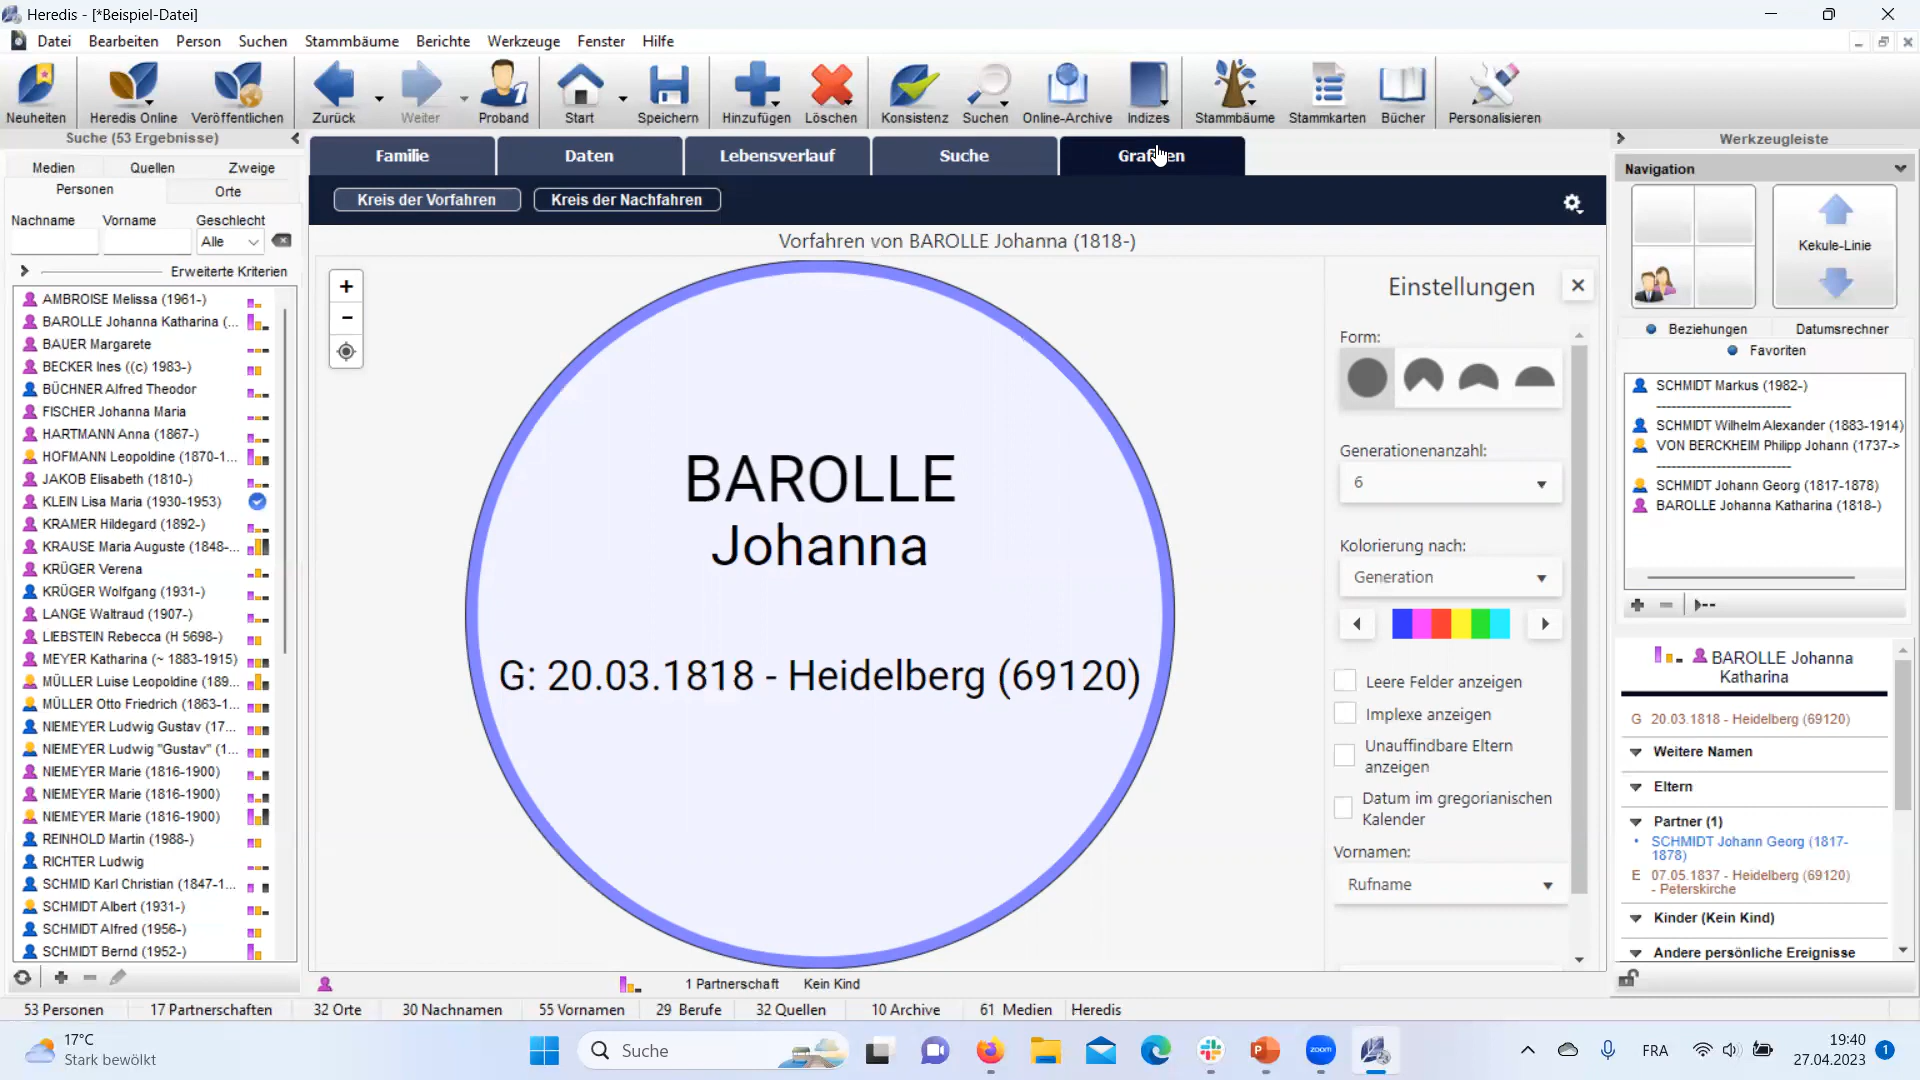 Heredis - [*Beispiel-Datei]
Datei Bearbeiten Person Suchen Stammbäume Berichte Werkzeuge Fenster Hilfe
Neuheiten Heredis Online Veröffentlichen Zurück Weiter Proband Start Speichern Hinzufügen Löschen Konsistenz Suchen Online-Archive Indizes Stammbäume Stammkarten Bücher Personalisieren
Suche (53 Ergebnisse)
Medien Quellen Zweige
Personen Orte
Nachname Vorname Geschlecht
Alle
Erweiterte Kriterien
AMBROISE Melissa (1961-)
BAROLLE Johanna Katharina (...
BAUER Margarete
BECKER Ines ((c) 1983-)
BÜCHNER Alfred Theodor
FISCHER Johanna Maria
HARTMANN Anna (1867-)
HOFMANN Leopoldine (1870-1...
JAKOB Elisabeth (1810-)
KLEIN Lisa Maria (1930-1953)
KRAMER Hildegard (1892-)
KRAUSE Maria Auguste (1848-...
KRÜGER Verena
KRÜGER Wolfgang (1931-)
LANGE Waltraud (1907-)
LIEBSTEIN Rebecca (H 5698-)
MEYER Katharina (~ 1883-1915)
MÜLLER Luise Leopoldine (189...
MÜLLER Otto Friedrich (1863-1...
NIEMEYER Ludwig Gustav (17...
NIEMEYER Ludwig "Gustav" (1...
NIEMEYER Marie (1816-1900)
NIEMEYER Marie (1816-1900)
NIEMEYER Marie (1816-1900)
REINHOLD Martin (1988-)
RICHTER Ludwig
SCHMID Karl Christian (1847-1...
SCHMIDT Albert (1931-)
SCHMIDT Alfred (1956-)
SCHMIDT Bernd (1952-)
Familie Daten Lebensverlauf Suche Grafiken
Kreis der Vorfahren Kreis der Nachfahren
Vorfahren von BAROLLE Johanna (1818-)
+
-
BAROLLE
Johanna
G: 20.03.1818 - Heidelberg (69120)
Einstellungen
Form:
Generationenanzahl:
6
Kolorierung nach:
Generation
Leere Felder anzeigen
Implexe anzeigen
Unauffindbare Eltern
anzeigen
Datum im gregorianischen
Kalender
Vornamen:
Rufname
1 Partnerschaft Kein Kind
Werkzeugleiste
Navigation
Kekule-Linie
Beziehungen Datumsrechner
Favoriten
SCHMIDT Markus (1982-)
---------------------------
SCHMIDT Wilhelm Alexander (1883-1914)
VON BERCKHEIM Philipp Johann (1737->
---------------------------
SCHMIDT Johann Georg (1817-1878)
BAROLLE Johanna Katharina (1818-)
BAROLLE Johanna
Katharina
G 20.03.1818 - Heidelberg (69120)
Weitere Namen
Eltern
Partner (1)
SCHMIDT Johann Georg (1817-
1878)
E 07.05.1837 - Heidelberg (69120)
- Peterskirche
Kinder (Kein Kind)
Andere persönliche Ereignisse
53 Personen 17 Partnerschaften 32 Orte 30 Nachnamen 55 Vornamen 29 Berufe 32 Quellen 10 Archive 61 Medien Heredis
17°C
Stark bewölkt
Suche
zoom
FRA
19:40
27.04.2023
1